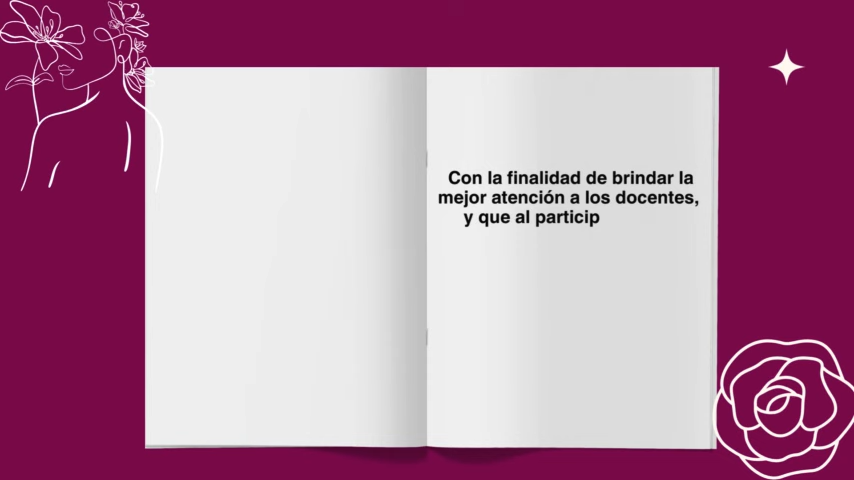 Con la finalidad de brindar la
mejor atención a los docentes,
y que al particip